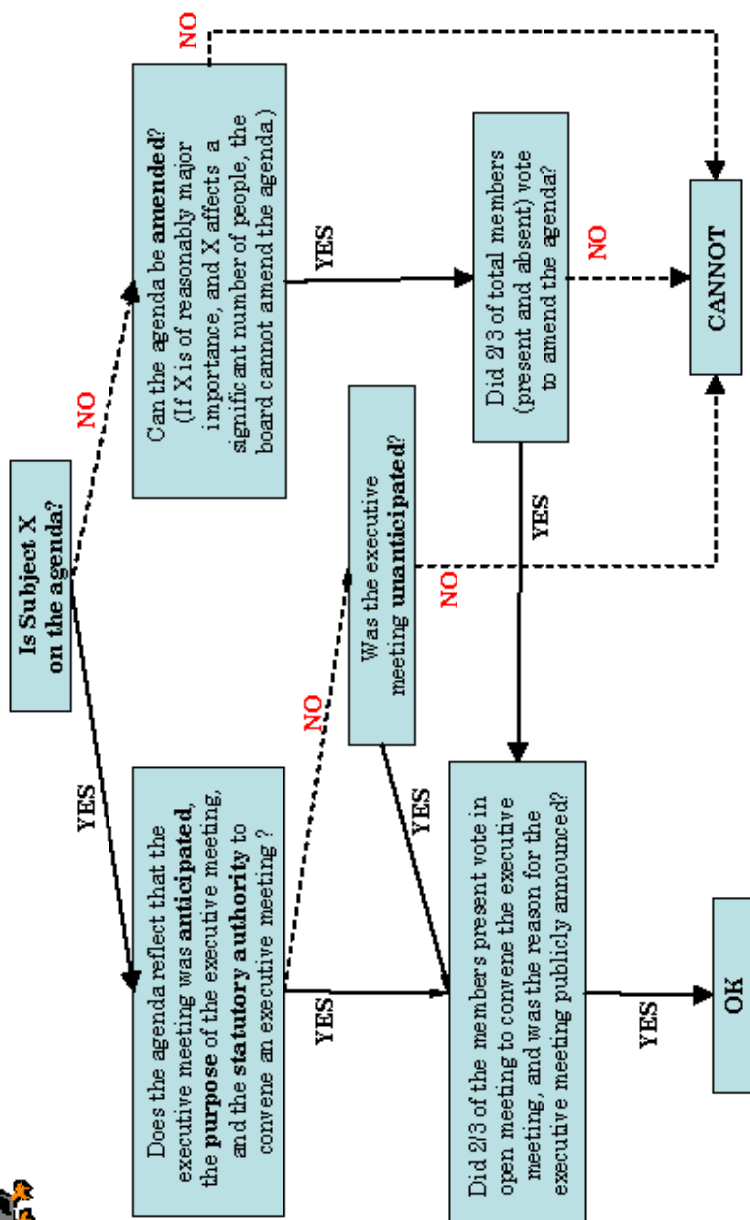 Is Subject X
on the agenda?
YES
NO
Does the agenda reflect that the
executive meeting was anticipated,
the purpose of the executive meeting,
and the statutory authority to
convene an executive meeting ?
Can the agenda be amended?
(If X is of reasonably major
importance, and X affects a
significant number of people, the
board cannot amend the agenda.)
NO
NO
YES
YES
Was the executive
meeting unanticipated?
YES
NO
Did 2/3 of total members
(present and absent) vote
to amend the agenda?
YES
NO
Did 2/3 of the members present vote in
open meeting to convene the executive
meeting, and was the reason for the
executive meeting publicly announced?
YES
OK
CANNOT